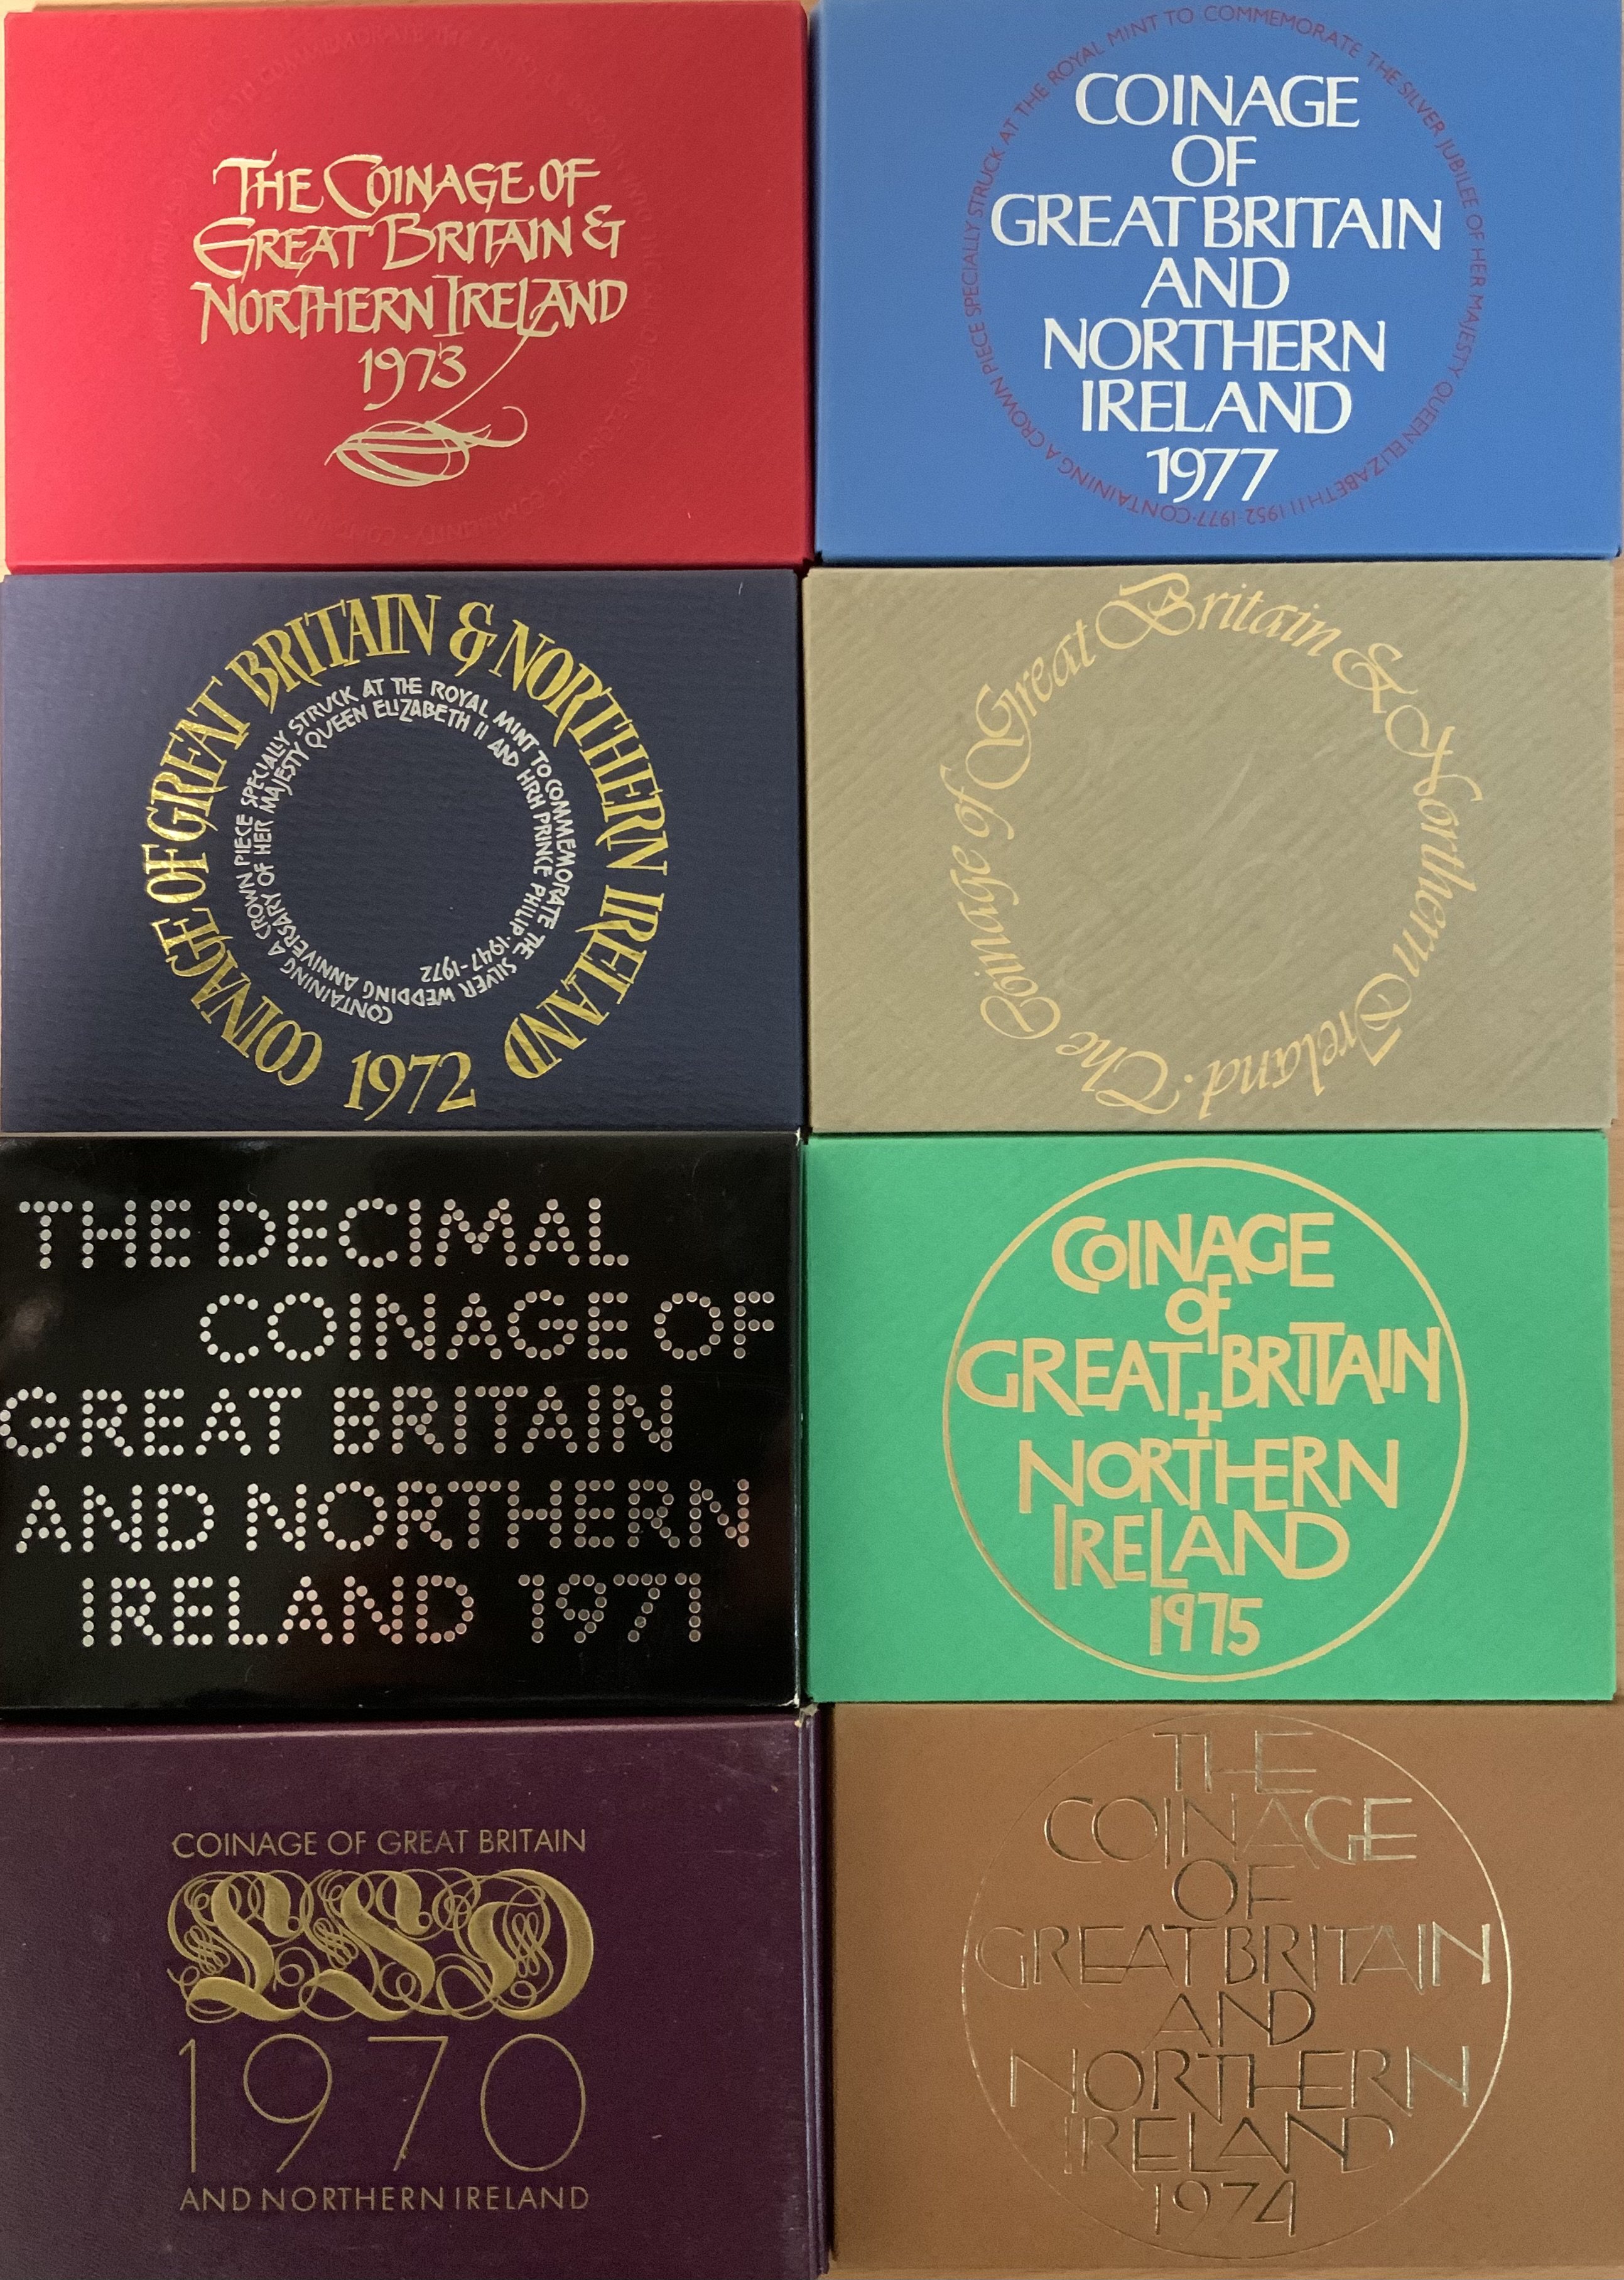 THE COINAGE OF
GREAT BRITAIN &
NORTHERN IRELAND
1973
COINAGE
OF
GREAT BRITAIN
AND
NORTHERN
IRELAND
1977
CONTAINING A CROWN PIECE SPECIALLY STRUCK AT THE ROYAL MINT TO COMMEMORATE THE SILVER JUBILEE OF HER MAJESTY QUEEN ELIZABETH II 1952-1977·
COINAGE OF GREAT BRITAIN & NORTHERN IRELAND
1972
CONTAINING A CROWN PIECE SPECIALLY STRUCK AT THE ROYAL MINT TO COMMEMORATE THE SILVER WEDDING ANNIVERSARY OF HER MAJESTY QUEEN ELIZABETH II AND HRH PRINCE PHILIP·1947-1972
The Coinage of Great Britain & Northern Ireland.
THE DECIMAL
COINAGE OF
GREAT BRITAIN
AND NORTHERN
IRELAND 1971
COINAGE
OF
GREAT BRITAIN
+
NORTHERN
IRELAND
1975
COINAGE OF GREAT BRITAIN
LSD
1970
AND NORTHERN IRELAND
THE
COINAGE
OF
GREAT BRITAIN
AND
NORTHERN
IRELAND
1974